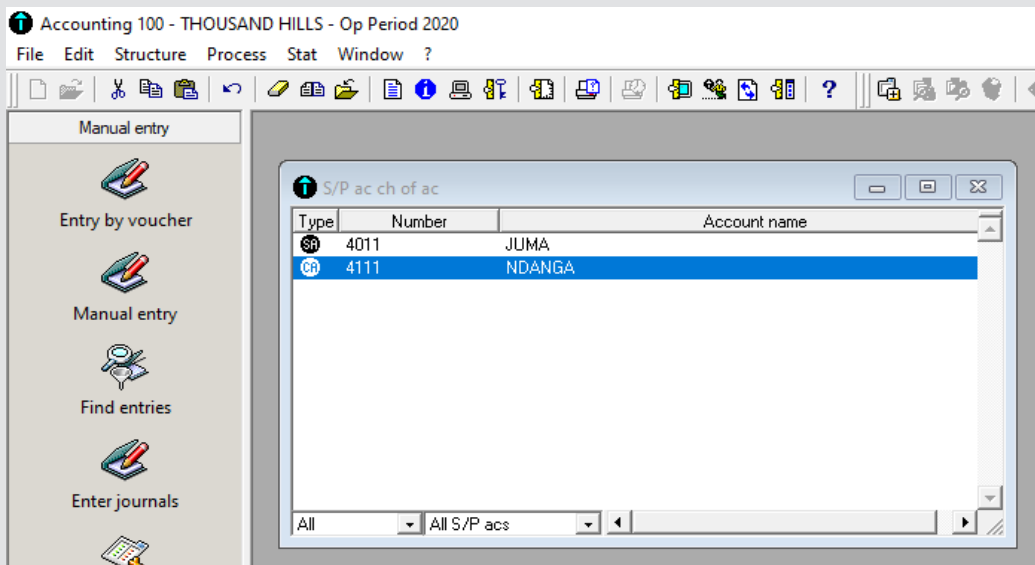 Accounting 100 - THOUSAND HILLS - Op Period 2020
File Edit Structure Process Stat Window ?
Manual entry
Entry by voucher
Manual entry
Find entries
Enter journals
S/P ac ch of ac
Type Number Account name
SA 4011 JUMA
CA 4111 NDANGA
All All S/P acs